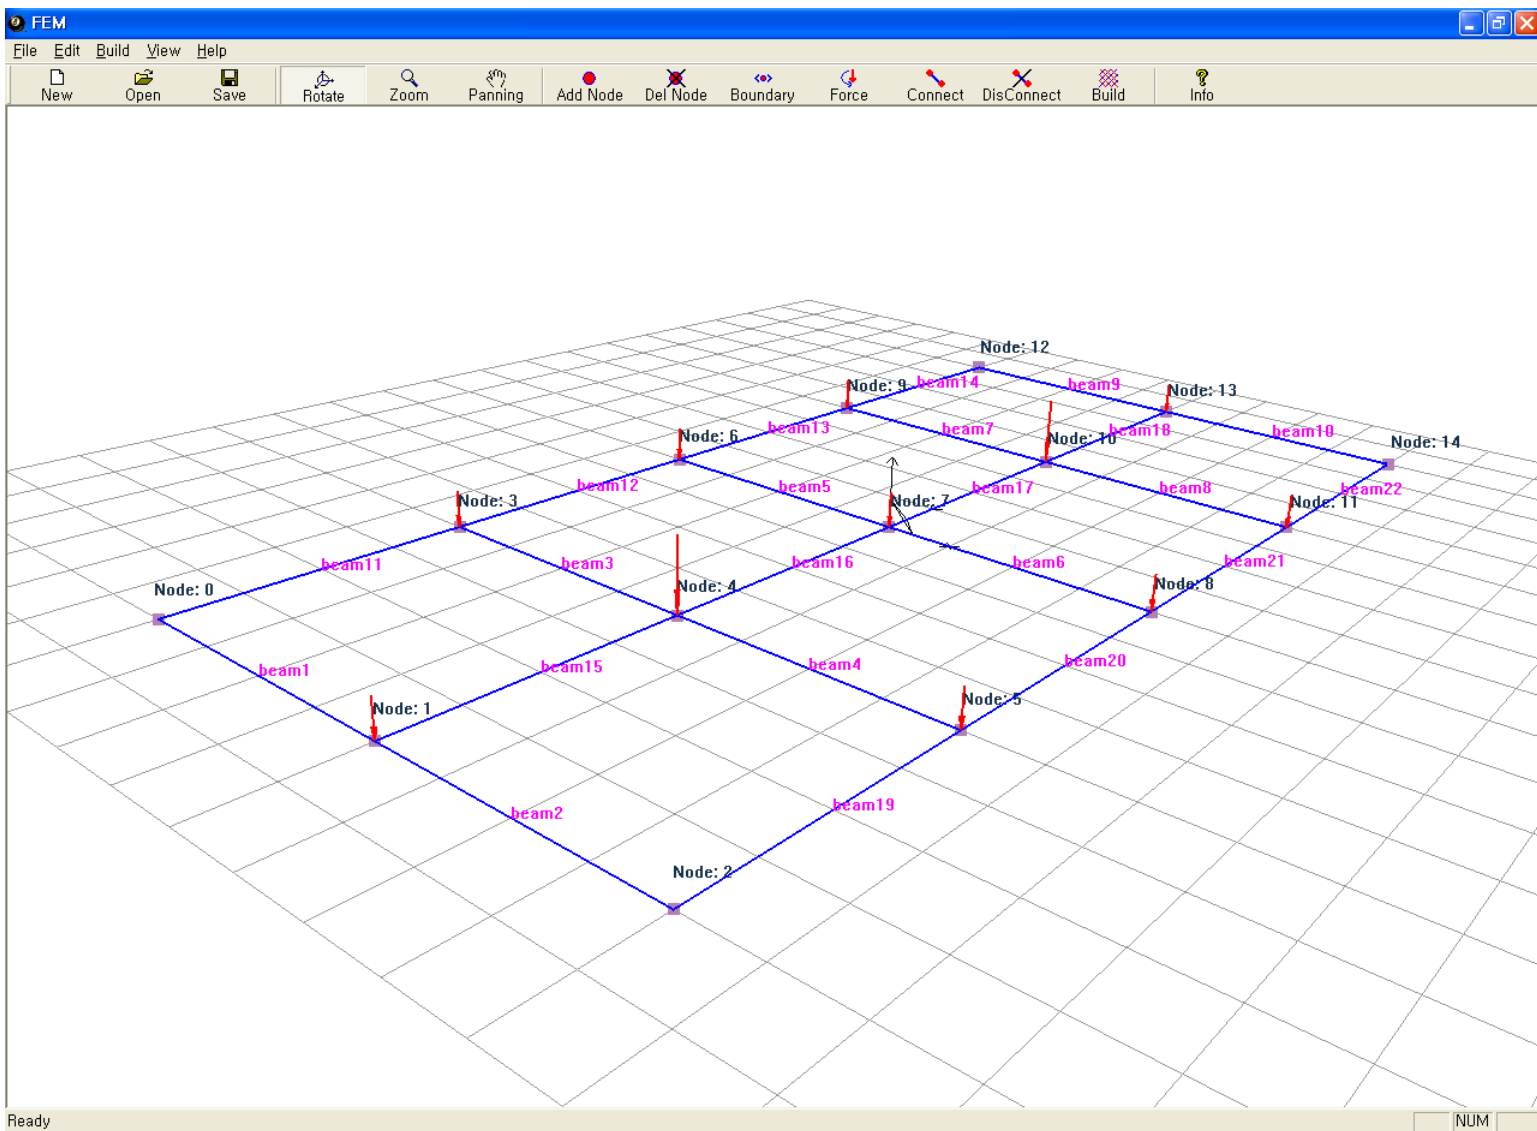 FEM
File Edit Build View Help
New Open Save Rotate Zoom Panning Add Node Del Node Boundary Force Connect DisConnect Build Info
Node: 12
Node: 9 beam14 beam9 Node: 13
Node: 6 beam13 beam7 Node: 10 beam18 beam10 Node: 14
Node: 3 beam12 beam5 Node: 7 beam17 beam8 Node: 11 beam22
Node: 0 beam11 beam3 beam16 beam6 beam21
Node: 4 Node: 8
beam1 beam15 beam4 beam20
Node: 1 Node: 5
beam2 beam19
Node: 2
Ready NUM